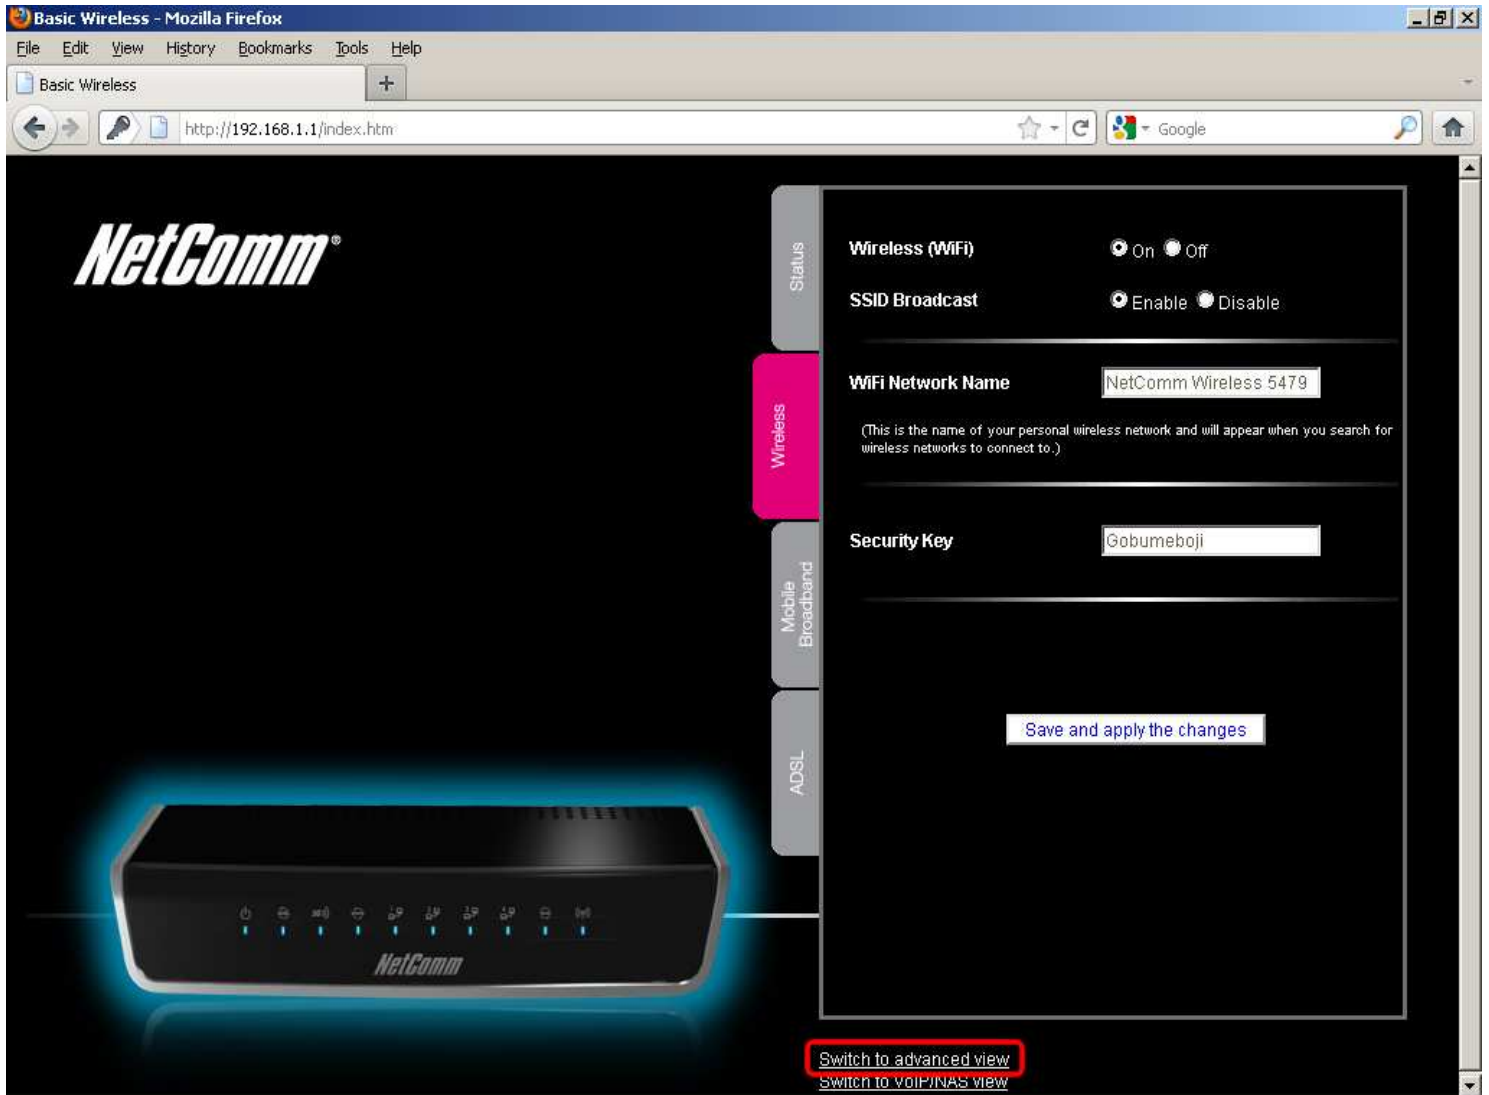 Basic Wireless - Mozilla Firefox
File Edit View History Bookmarks Tools Help
Basic Wireless
http://192.168.1.1/index.htm
Google
NetComm®
Status
Wireless
Mobile
Broadband
ADSL
Wireless (WiFi) On Off
SSID Broadcast Enable Disable
WiFi Network Name NetComm Wireless 5479
(This is the name of your personal wireless network and will appear when you search for
wireless networks to connect to.)
Security Key Gobumeboji
Save and apply the changes
NetComm
Switch to advanced view
Switch to VoIP/NAS view